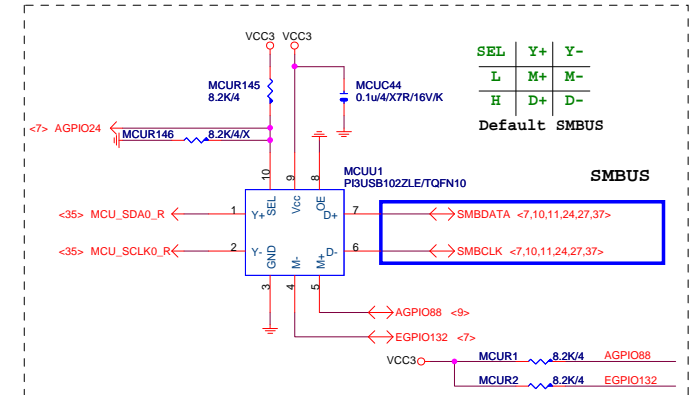 VCC3 VCC3
SEL Y+ Y-
L M+ M-
H D+ D-
Default SMBUS
MCUR145
8.2K/4
MCUC44
0.1u/4/X7R/16V/K
<7> AGPIO24
MCUR146 8.2K/4/X
MCUU1
PI3USB102ZLE/TQFN10
SMBUS
10 9 8
SEL Vcc OE
<35> MCU_SDA0_R 1 Y+ D+ 7 SMBDATA <7,10,11,24,27,37>
<35> MCU_SCLK0_R 2 Y- D- 6 SMBCLK <7,10,11,24,27,37>
GND M- M+
3 4 5
AGPIO88 <9>
EGPIO132 <7>
VCC3 MCUR1 8.2K/4 AGPIO88
MCUR2 8.2K/4 EGPIO132